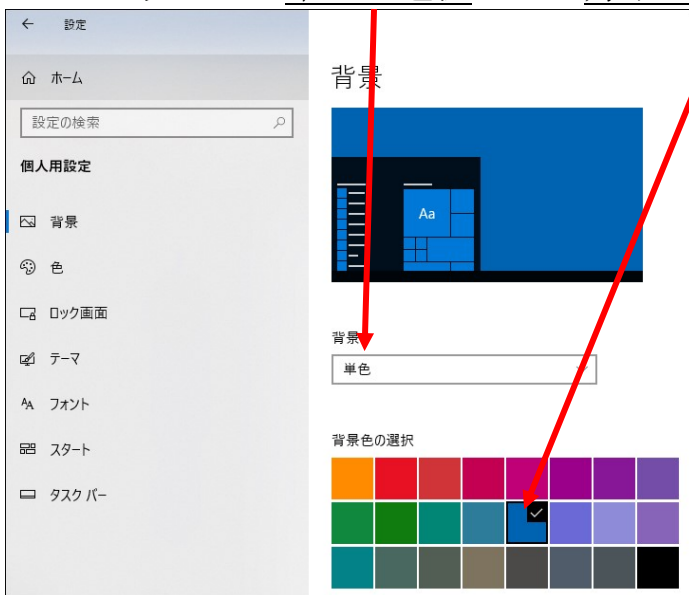 設定
ホーム
設定の検索
個人用設定
背景
色
ロック画面
テーマ
フォント
スタート
タスク バー
背景
Aa
背景
単色
背景色の選択